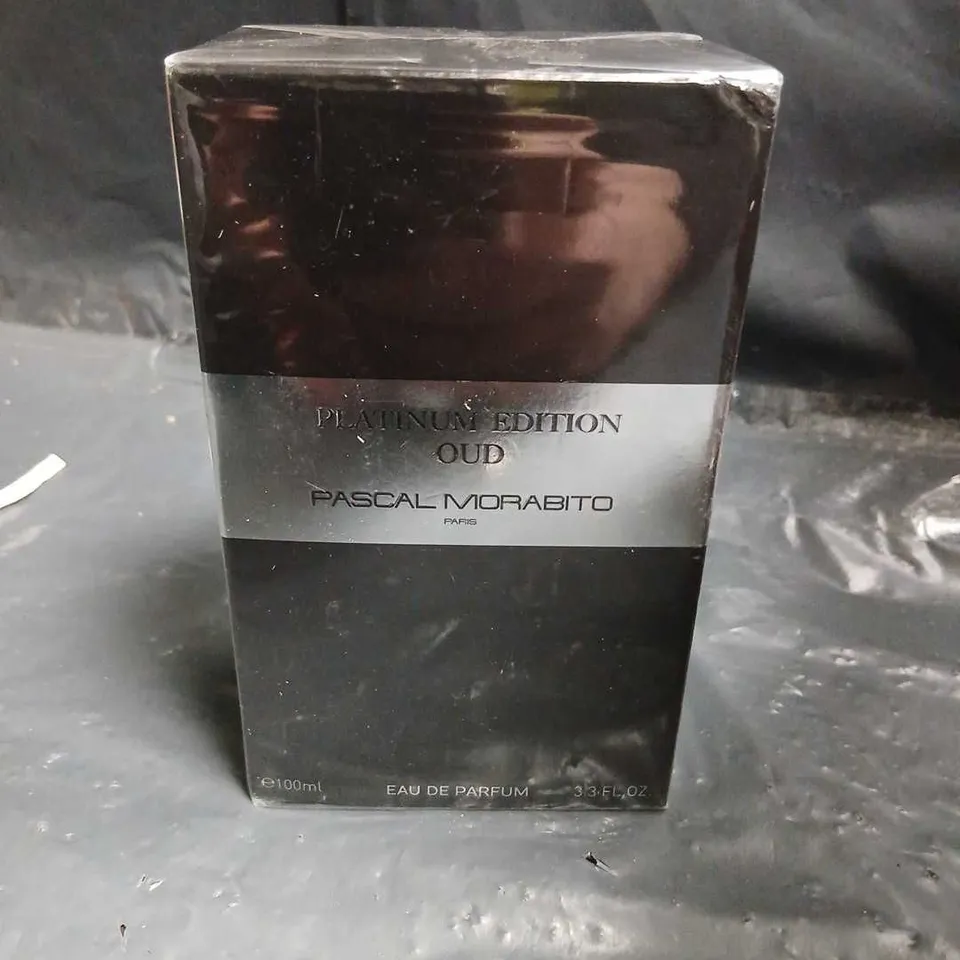 PLATINUM EDITION
OUD
PASCAL MORABITO
PARIS
℮100ml EAU DE PARFUM 3.3 FL.OZ.